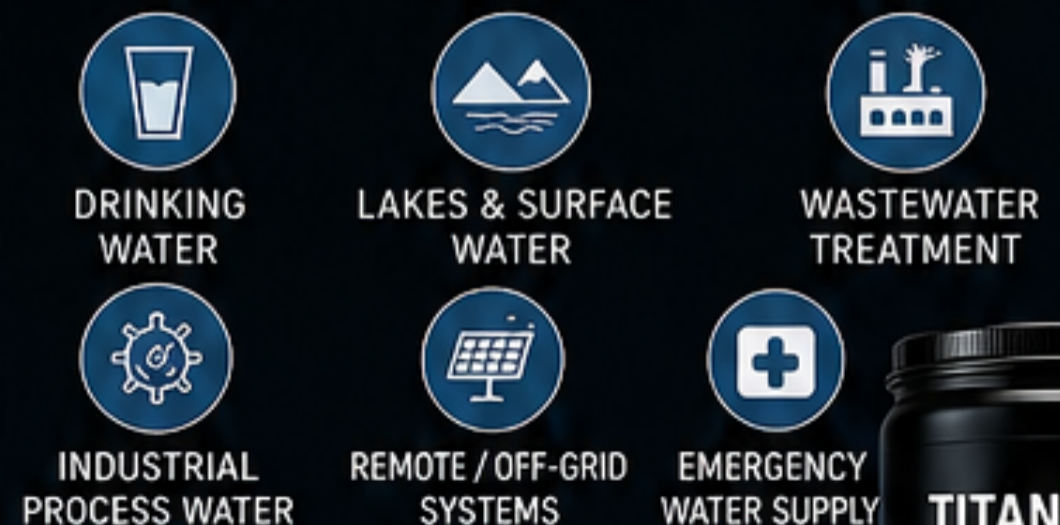 DRINKING
WATER
LAKES & SURFACE
WATER
WASTEWATER
TREATMENT
INDUSTRIAL
PROCESS WATER
REMOTE / OFF-GRID
SYSTEMS
EMERGENCY
WATER SUPPLY
TITAN